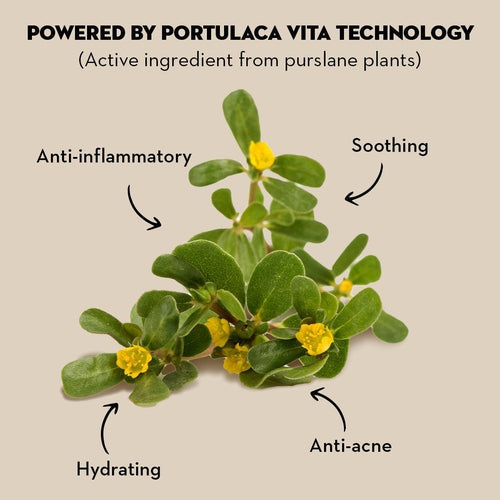 POWERED BY PORTULACA VITA TECHNOLOGY
(Active ingredient from purslane plants)
Anti-inflammatory
Soothing
Hydrating
Anti-acne